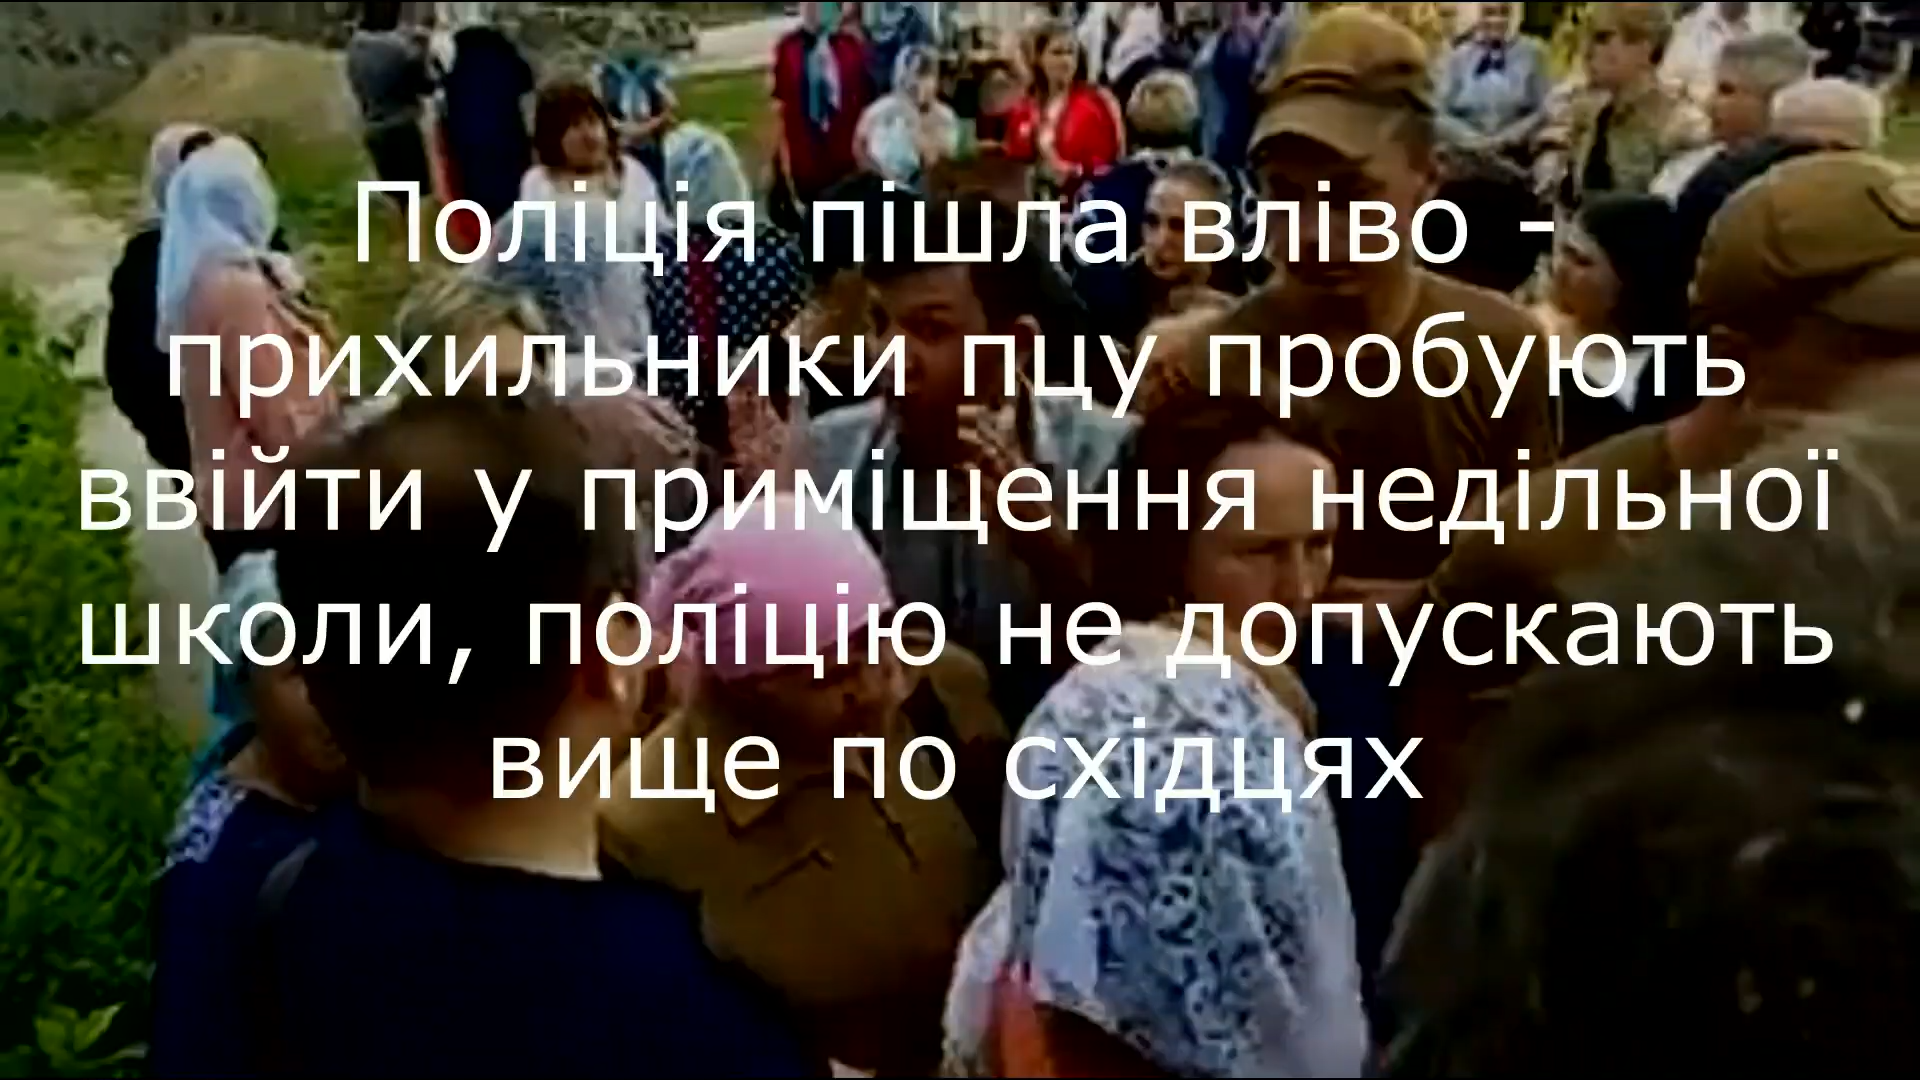 Поліція пішла вліво -
прихильники пцу пробують
ввійти у приміщення недільної
школи, поліцію не допускають
вище по східцях